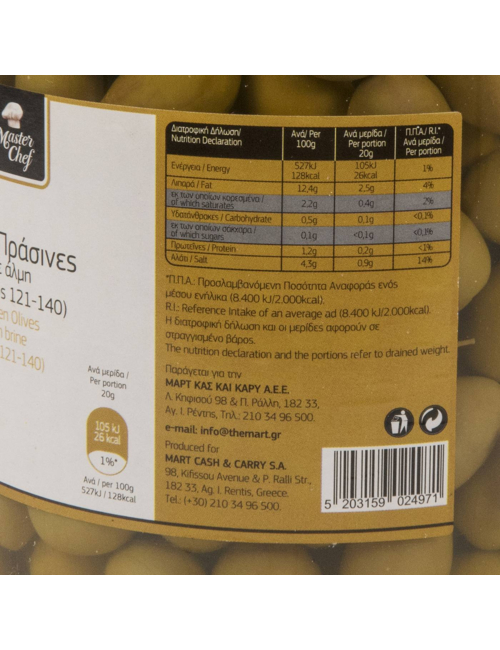 Master
Chef
Πράσινες
ε άλμη
s 121-140)
en Olives
n brine
121-140)
Ανά μερίδα /
Per portion
20g
105 kJ
26 kcal
1%*
Ανά / per 100g
527kJ / 128kcal
Διατροφική Δήλωση/
Nutrition Declaration
Ανά/ Per
100g
Ανά μερίδα /
Per portion
20g
Π.Π.Α/ R.I.*
Ανά μερίδα /
Per portion
Ενέργεια / Energy 527kJ 128kcal 105kJ 26kcal 1%
Λιπαρά / Fat 12,4g 2,5g 4%
εκ των οποίων κορεσμένα /
of which saturates 2,2g 0,4g 2%
Υδατάνθρακες / Carbohydrate 0,5g 0,1g <0,1%
εκ των οποίων σάκχαρα /
of which sugars 0,1g <0,1g <0,1%
Πρωτεΐνες / Protein 1,2g 0,2g <1%
Αλάτι / Salt 4,3g 0,9g 14%
*Π.Π.Α.: Προσλαμβανόμενη Ποσότητα Αναφοράς ενός
μέσου ενήλικα (8.400 kJ/2.000kcal).
R.I.: Reference Intake of an average ad (8.400 kJ/2.000kcal).
Η διατροφική δήλωση και οι μερίδες αφορούν σε
στραγγισμένο βάρος.
The nutrition declaration and the portions refer to drained weight.
Παράγεται για την
ΜΑΡΤ ΚΑΣ ΚΑΙ ΚΑΡΥ Α.Ε.Ε.
Λ. Κηφισού 98 & Π. Ράλλη, 182 33,
Αγ. Ι. Ρέντης, Τηλ.: 210 34 96 500.
e-mail: info@themart.gr
Produced for
MART CASH & CARRY S.A.
98, Kifissou Avenue & P. Ralli Str.,
182 33, Ag. I. Rentis, Greece.
Tel.: (+30) 210 34 96 500.
5 203159 024971